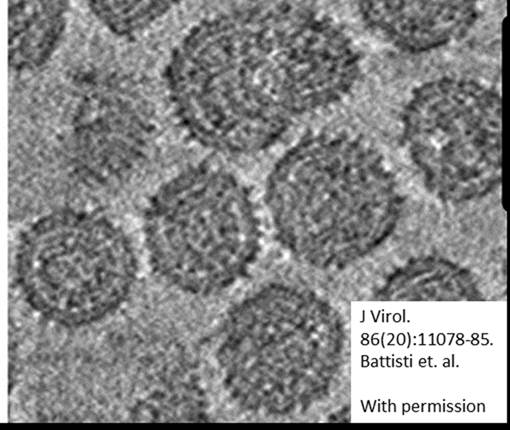 J Virol.
86(20):11078-85.
Battisti et. al.
With permission